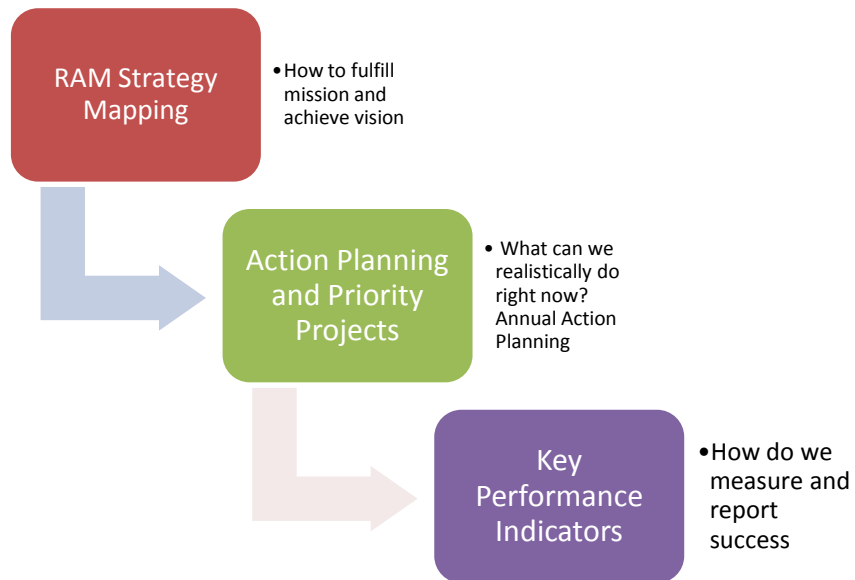 RAM Strategy
Mapping
•How to fulfill
mission and
achieve vision
Action Planning
and Priority
Projects
• What can we
realistically do
right now?
Annual Action
Planning
Key
Performance
Indicators
•How do we
measure and
report
success